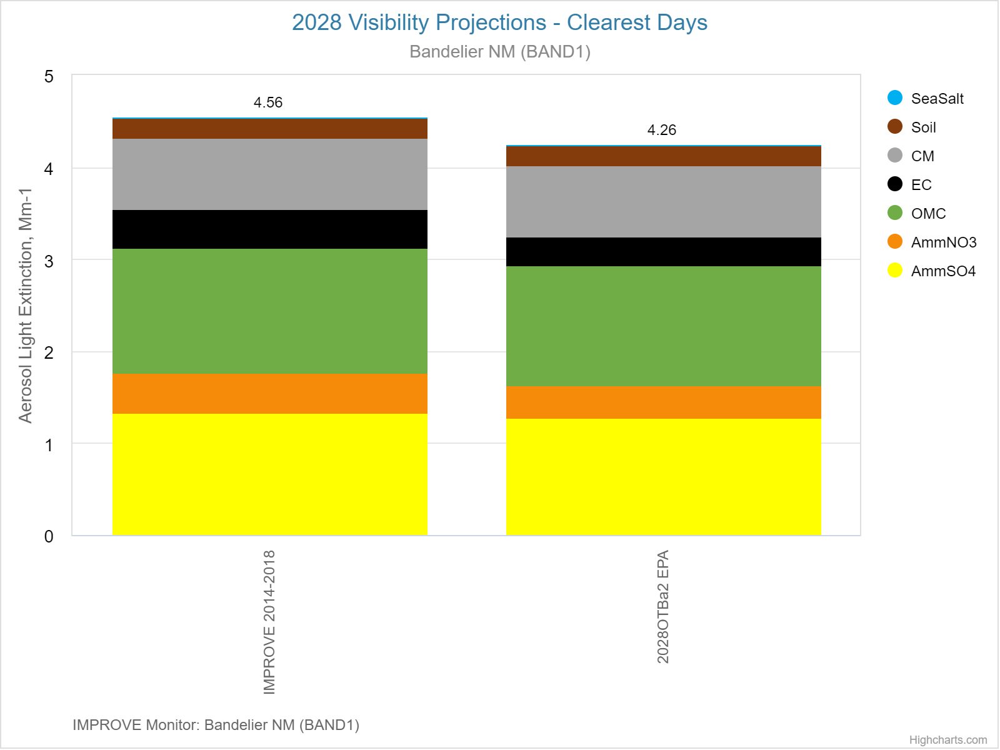 2028 Visibility Projections - Clearest Days
Bandelier NM (BAND1)
Aerosol Light Extinction, Mm-1
5
4
3
2
1
0
4.56
4.26
SeaSalt
Soil
CM
EC
OMC
AmmNO3
AmmSO4
IMPROVE 2014-2018
2028OTBa2 EPA
IMPROVE Monitor: Bandelier NM (BAND1)
Highcharts.com